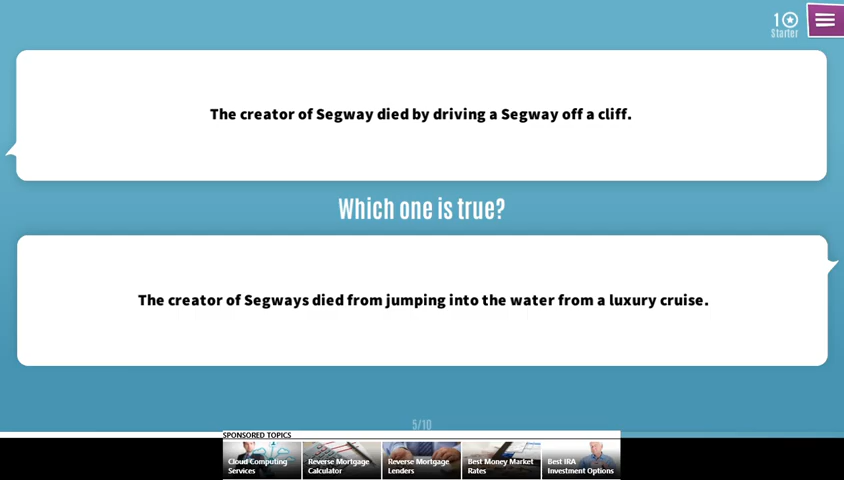 1
Starter
The creator of Segway died by driving a Segway off a cliff.
Which one is true?
The creator of Segways died from jumping into the water from a luxury cruise.
5/10
SPONSORED TOPICS
Cloud Computing
Services
Reverse Mortgage
Calculator
Reverse Mortgage
Lenders
Best Money Market
Rates
Best IRA
Investment Options